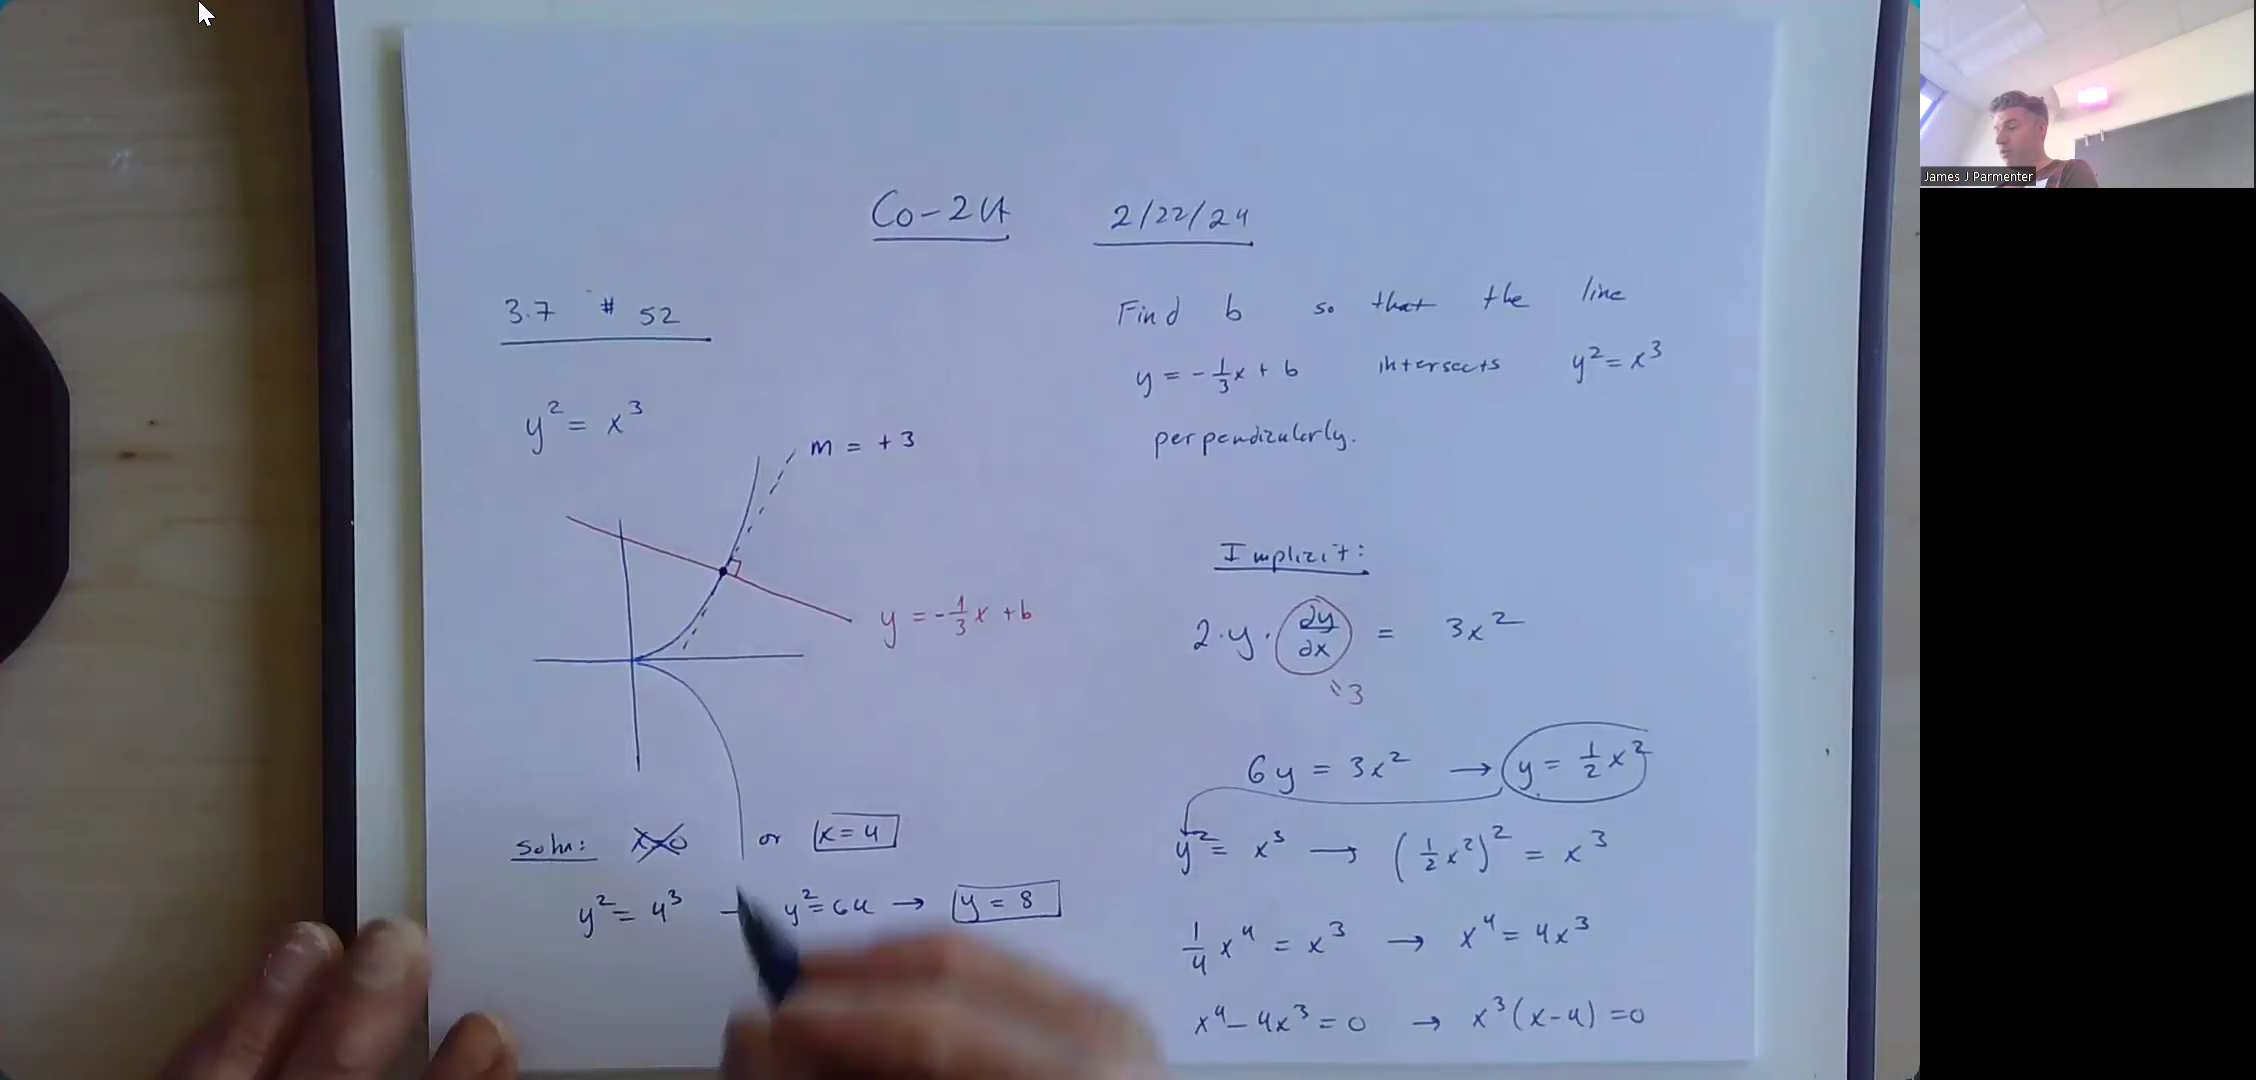 Co-24 2/22/24
3.7 # 52
y² = x³
m = +3
y = -1/3x + b
Soln: x=0 or x=4
y² = 4³ → y²=64 → y = 8
Find b so that the line
y = -1/3x + b intersects y² = x³
perpendicularly.
Implicit:
2·y· dy/dx = 3x²
"3
6y = 3x² → y = 1/2x²
y² = x³ → (1/2x²)² = x³
1/4x⁴ = x³ → x⁴ = 4x³
x⁴ - 4x³ = 0 → x³(x-4) = 0
James J Parmenter